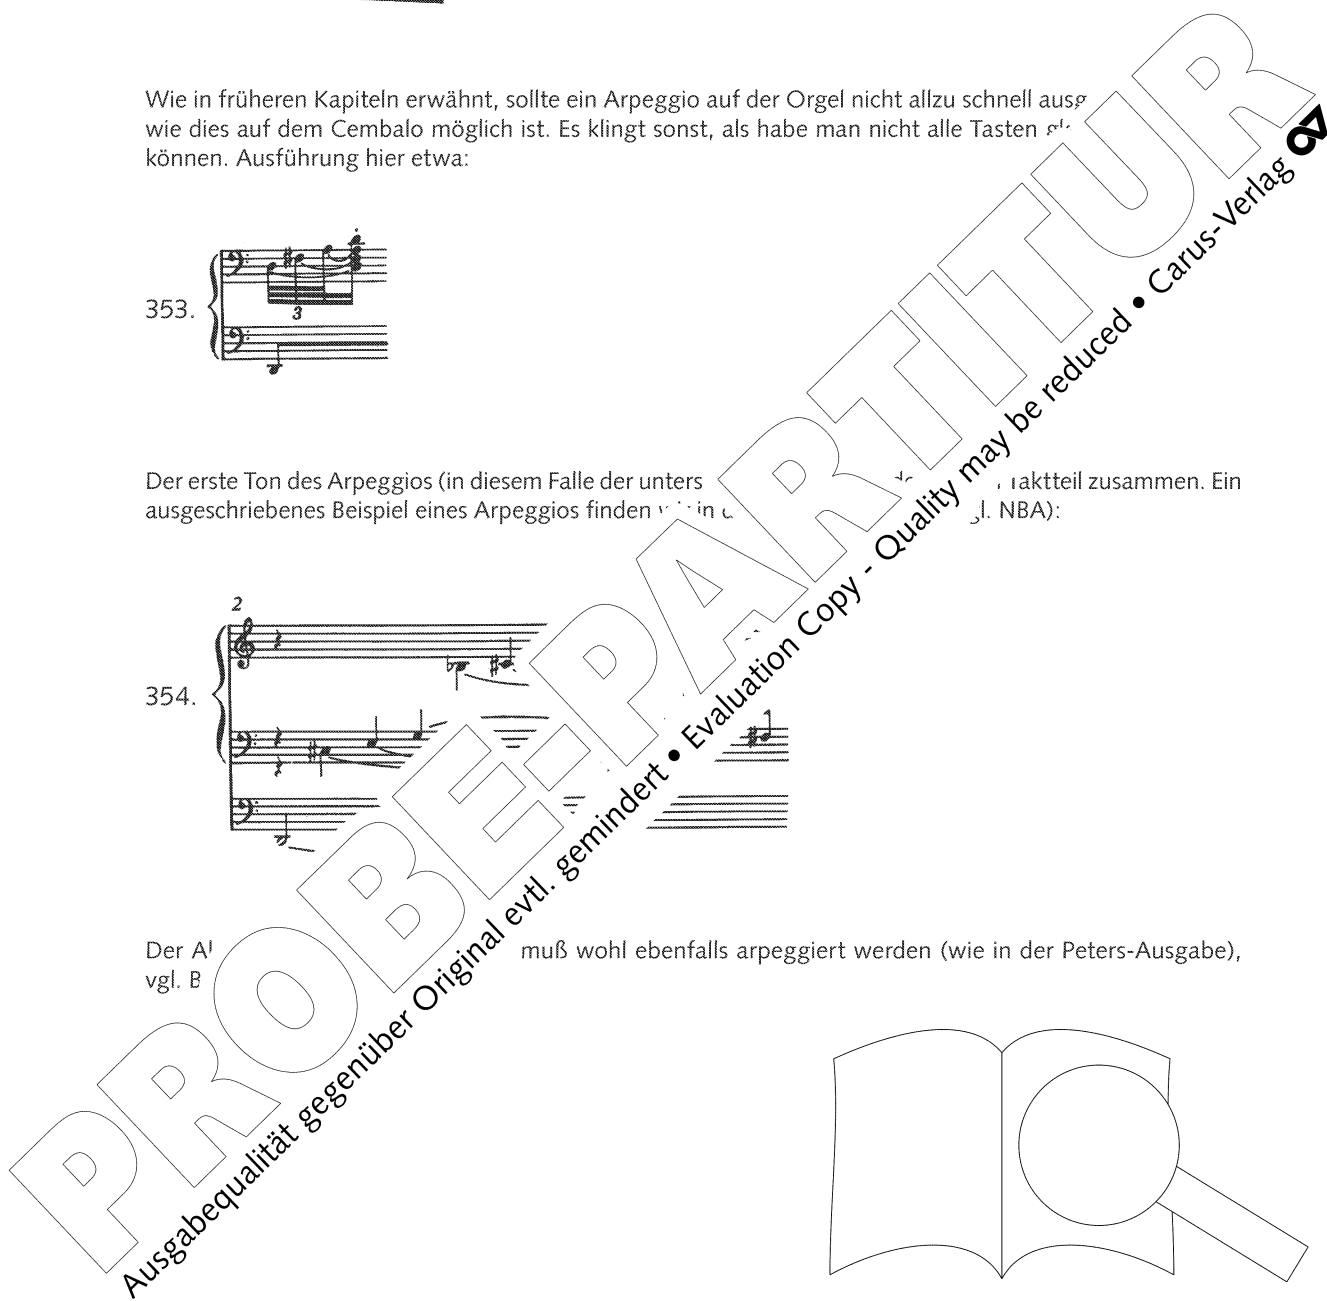 Wie in früheren Kapiteln erwähnt, sollte ein Arpeggio auf der Orgel nicht allzu schnell
wie dies auf dem Cembalo möglich ist. Es klingt sonst, als habe man nicht alle Tasten
können. Ausführung hier etwa:
353.
3
Der erste Ton des Arpeggios (in diesem Falle der Taktteil zusammen. Ein
ausgeschriebenes Beispiel eines Arpeggios finden in NBA):
2
354.
Der muß wohl ebenfalls arpeggiert werden (wie in der Peters-Ausgabe),
vgl.
PROBE-PARTITUR
Ausgabequalität gegenüber Original evtl. gemindert • Evaluation Copy - Quality may be reduced • Carus-Verlag